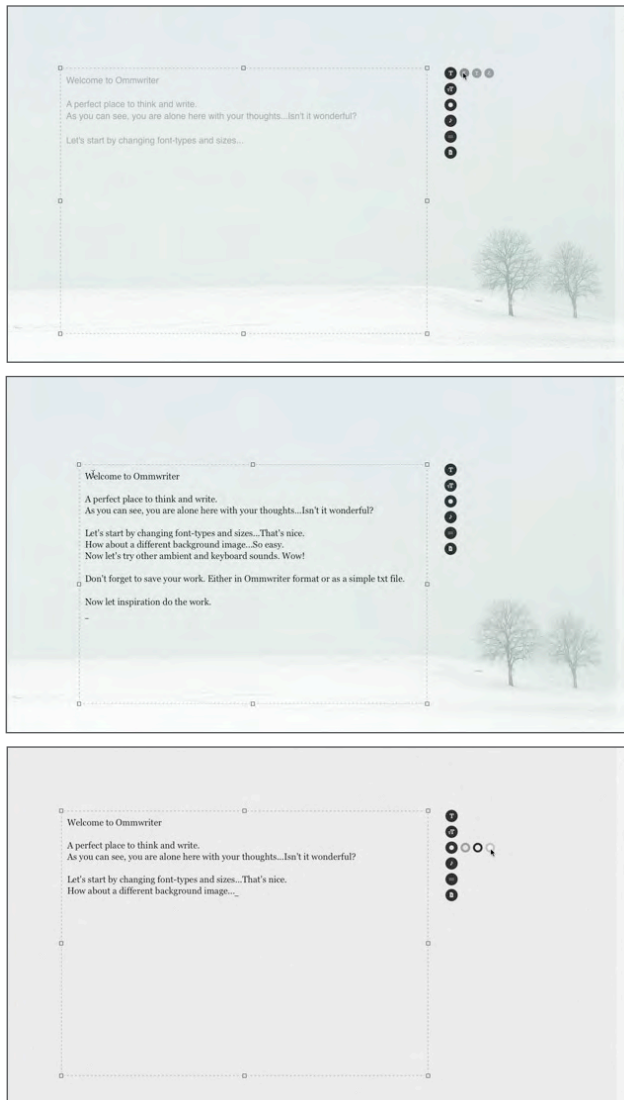 Welcome to Ommwriter
A perfect place to think and write.
As you can see, you are alone here with your thoughts...Isn't it wonderful?
Let's start by changing font-types and sizes...
Welcome to Ommwriter
A perfect place to think and write.
As you can see, you are alone here with your thoughts...Isn't it wonderful?
Let's start by changing font-types and sizes...That's nice.
How about a different background image...So easy.
Now let's try other ambient and keyboard sounds. Wow!
Don't forget to save your work. Either in Ommwriter format or as a simple txt file.
Now let inspiration do the work.
_
Welcome to Ommwriter
A perfect place to think and write.
As you can see, you are alone here with your thoughts...Isn't it wonderful?
Let's start by changing font-types and sizes...That's nice.
How about a different background image..._